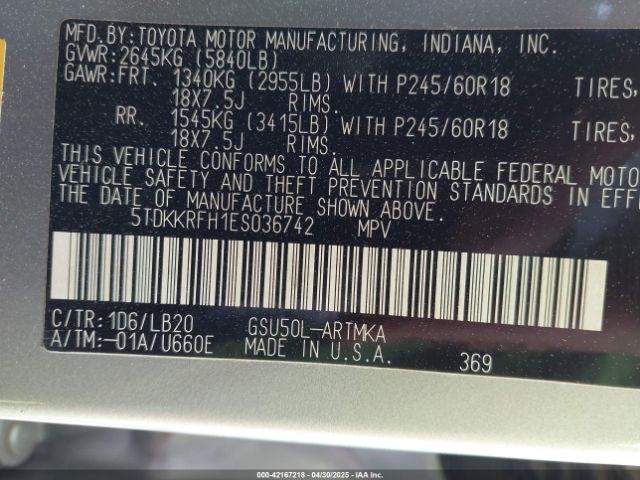 MFD.BY:TOYOTA MOTOR MANUFACTURING, INDIANA, INC.
GVWR:2645KG (5840LB)
GAWR:FRT. 1340KG (2955LB) WITH P245/60R18 TIRES,
18X7.5J RIMS.
RR. 1545KG (3415LB) WITH P245/60R18 TIRES,
18X7.5J RIMS.
THIS VEHICLE CONFORMS TO ALL APPLICABLE FEDERAL MOTO
VEHICLE SAFETY AND THEFT PREVENTION STANDARDS IN EFF
THE DATE OF MANUFACTURE SHOWN ABOVE.
5TDKKRFH1ES036742 MPV
C/TR:1D6/LB20 GSU50L-ARTMKA
A/TM:-01A/U660E MADE IN U.S.A. 369
000-42167218 - 04/30/2025 - IAAI.COM